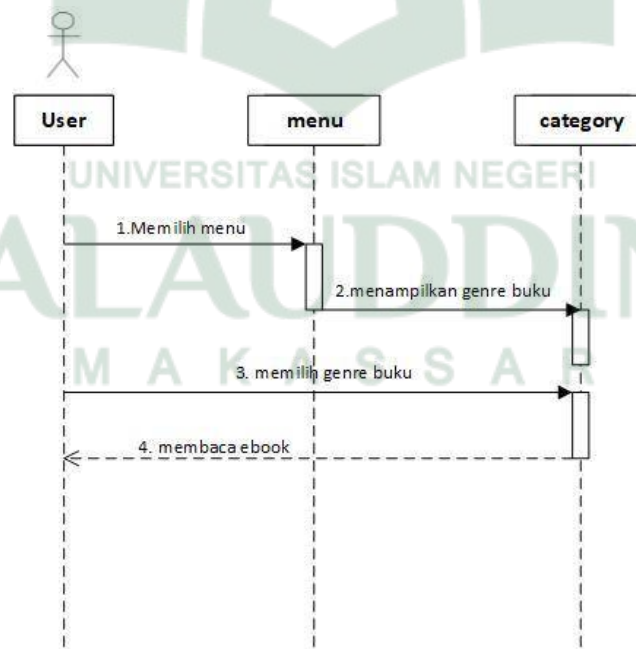 User
menu
category
UNIVERSITAS ISLAM NEGERI
1.Memilih menu
ALAUDDIN
2.menampilkan genre buku
MAKASSAR
3. memilih genre buku
4. membaca ebook